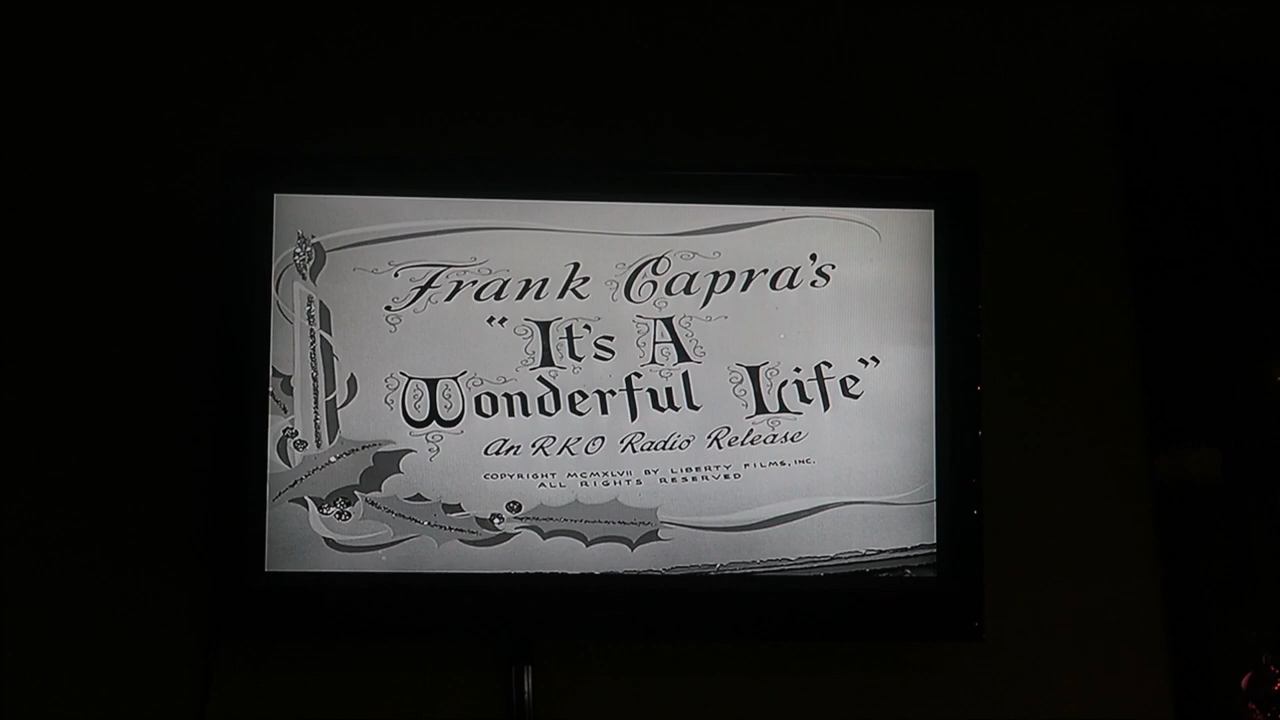 Frank Capra's
"It's A
Wonderful Life"
An RKO Radio Release
COPYRIGHT MCMXLVII BY LIBERTY FILMS, INC.
ALL RIGHTS RESERVED